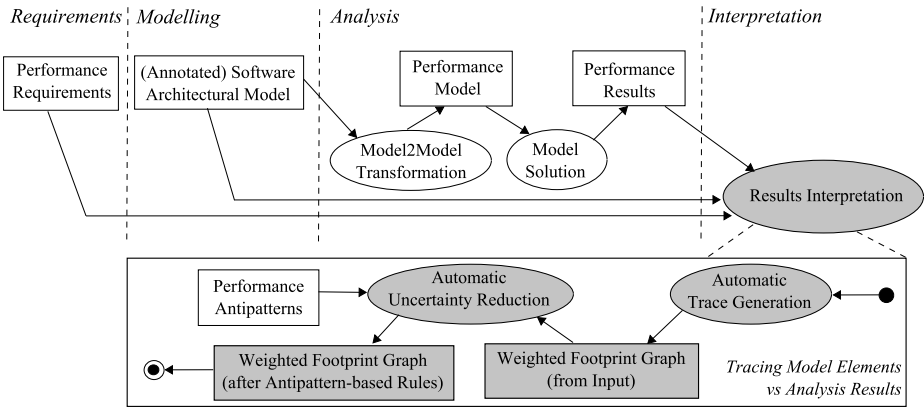 Requirements
Modelling
Analysis
Interpretation
Performance
Requirements
(Annotated) Software
Architectural Model
Performance
Model
Performance
Results
Model2Model
Transformation
Model
Solution
Results Interpretation
Performance
Antipatterns
Automatic
Uncertainty Reduction
Automatic
Trace Generation
Weighted Footprint Graph
(after Antipattern-based Rules)
Weighted Footprint Graph
(from Input)
Tracing Model Elements
vs Analysis Results